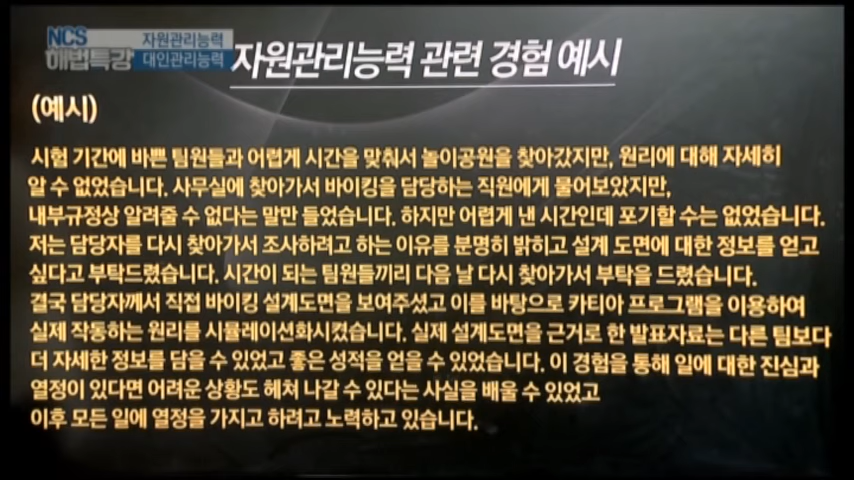 NCS 자원관리능력
해법특강 대인관리능력
자원관리능력 관련 경험 예시
(예시)
시험 기간에 바쁜 팀원들과 어렵게 시간을 맞춰서 놀이공원을 찾아갔지만, 원리에 대해 자세히
알 수 없었습니다. 사무실에 찾아가서 바이킹을 담당하는 직원에게 물어보았지만,
내부규정상 알려줄 수 없다는 말만 들었습니다. 하지만 어렵게 낸 시간인데 포기할 수는 없었습니다.
저는 담당자를 다시 찾아가서 조사하려고 하는 이유를 분명히 밝히고 설계 도면에 대한 정보를 얻고
싶다고 부탁드렸습니다. 시간이 되는 팀원들끼리 다음 날 다시 찾아가서 부탁을 드렸습니다.
결국 담당자께서 직접 바이킹 설계도면을 보여주셨고 이를 바탕으로 카티아 프로그램을 이용하여
실제 작동하는 원리를 시뮬레이션화시켰습니다. 실제 설계도면을 근거로 한 발표자료는 다른 팀보다
더 자세한 정보를 담을 수 있었고 좋은 성적을 얻을 수 있었습니다. 이 경험을 통해 일에 대한 진심과
열정이 있다면 어려운 상황도 헤쳐 나갈 수 있다는 사실을 배울 수 있었고
이후 모든 일에 열정을 가지고 하려고 노력하고 있습니다.